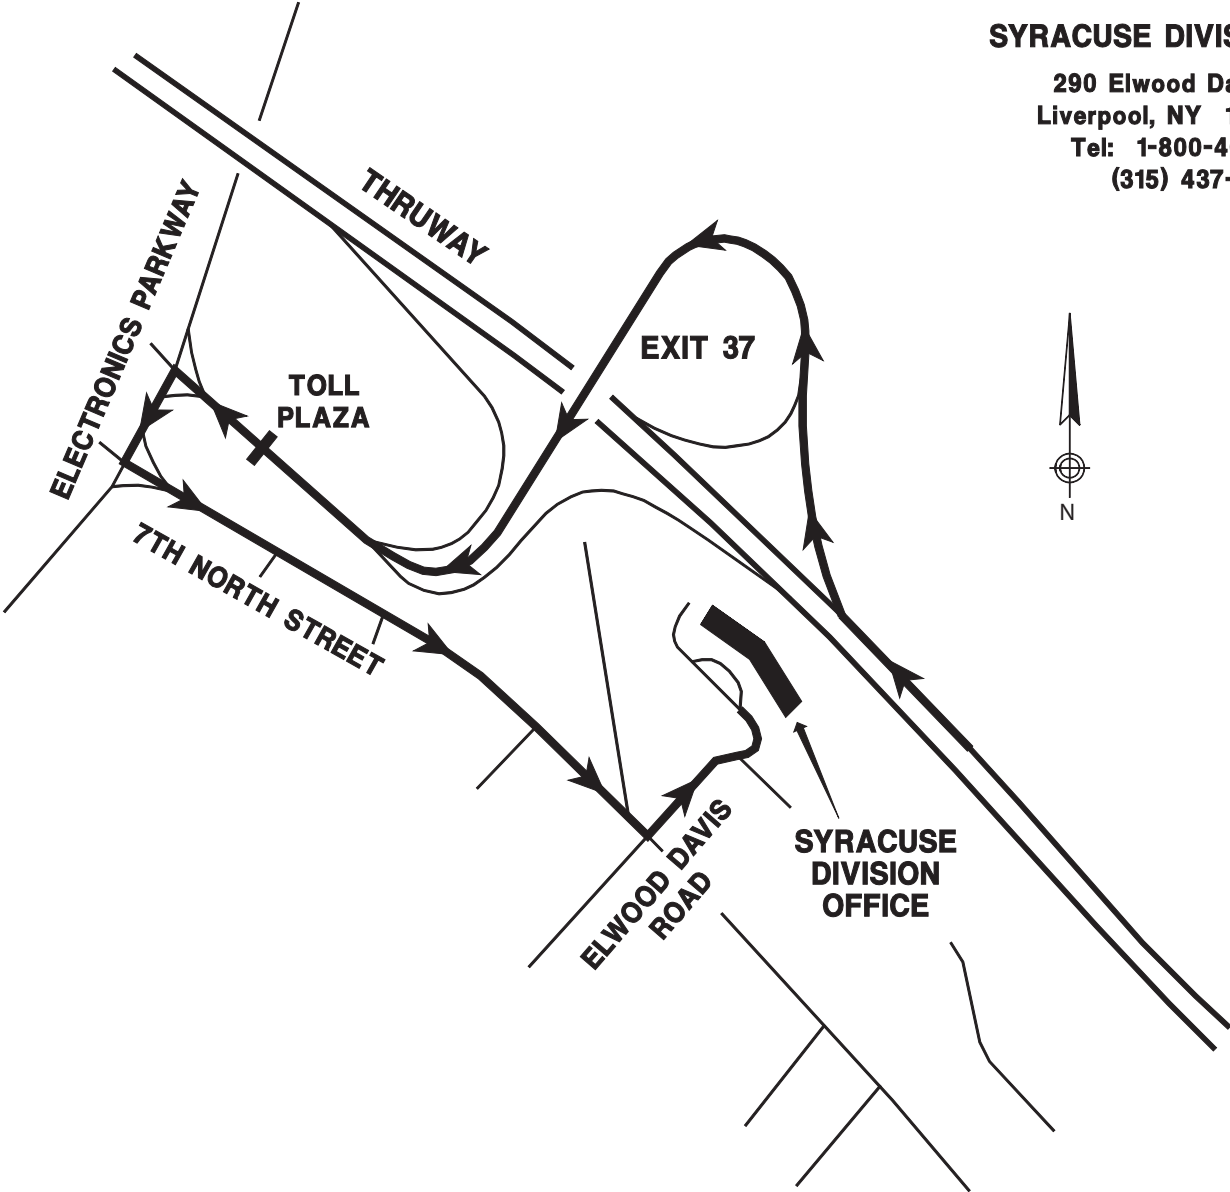 SYRACUSE DIVIS
290 Elwood Da
Liverpool, NY 1
Tel: 1-800-4
(315) 437-
THRUWAY
ELECTRONICS PARKWAY
EXIT 37
TOLL
PLAZA
N
7TH NORTH STREET
ELWOOD DAVIS
ROAD
SYRACUSE
DIVISION
OFFICE